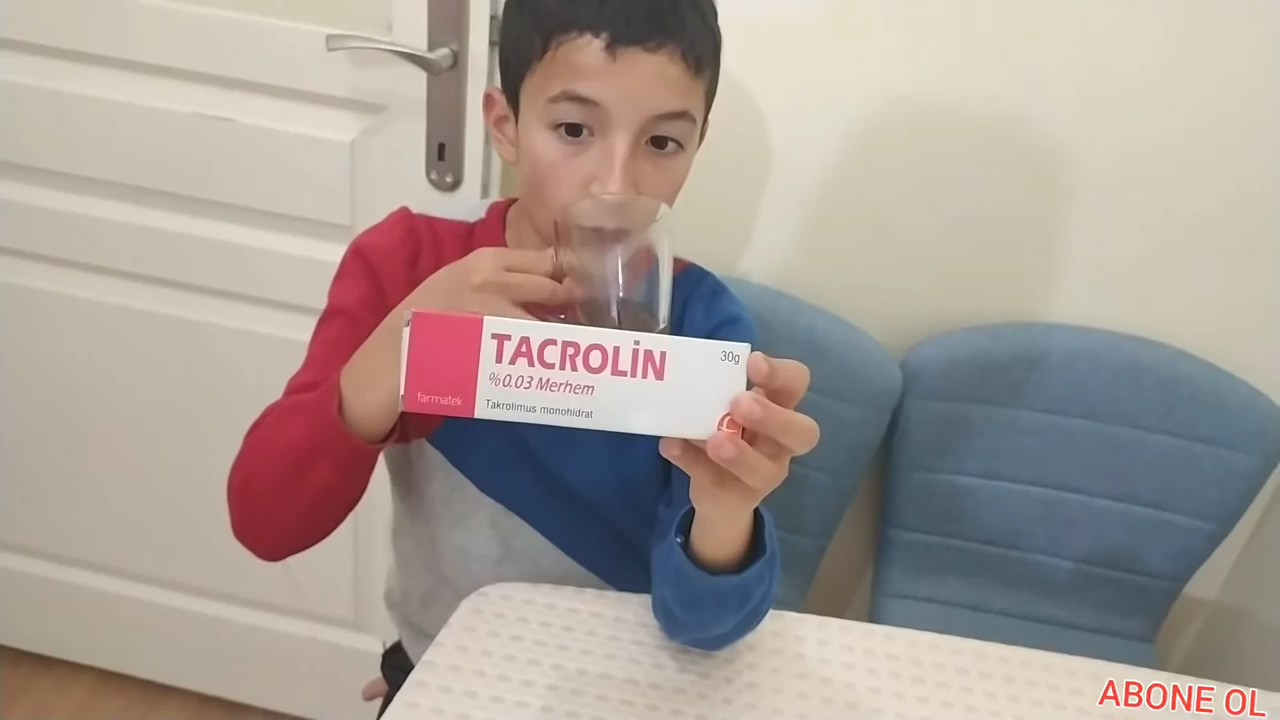 TACROLİN
30g
%0.03 Merhem
farmatek
Takrolimus monohidrat
ABONE OL